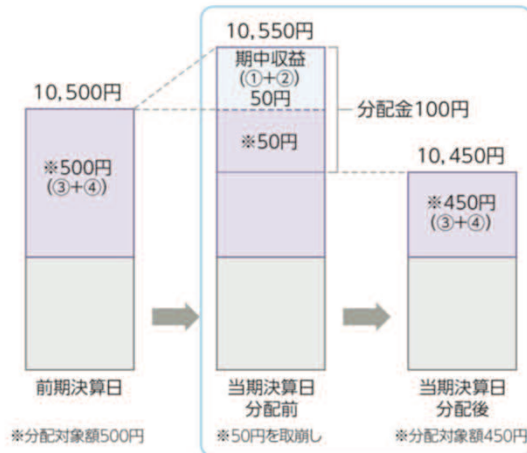 10,500円
※500円
(③+④)
前期決算日
※分配対象額500円
10,550円
期中収益
(①+②)
50円
※50円
分配金100円
当期決算日
分配前
※50円を取崩し
10,450円
※450円
(③+④)
当期決算日
分配後
※分配対象額450円